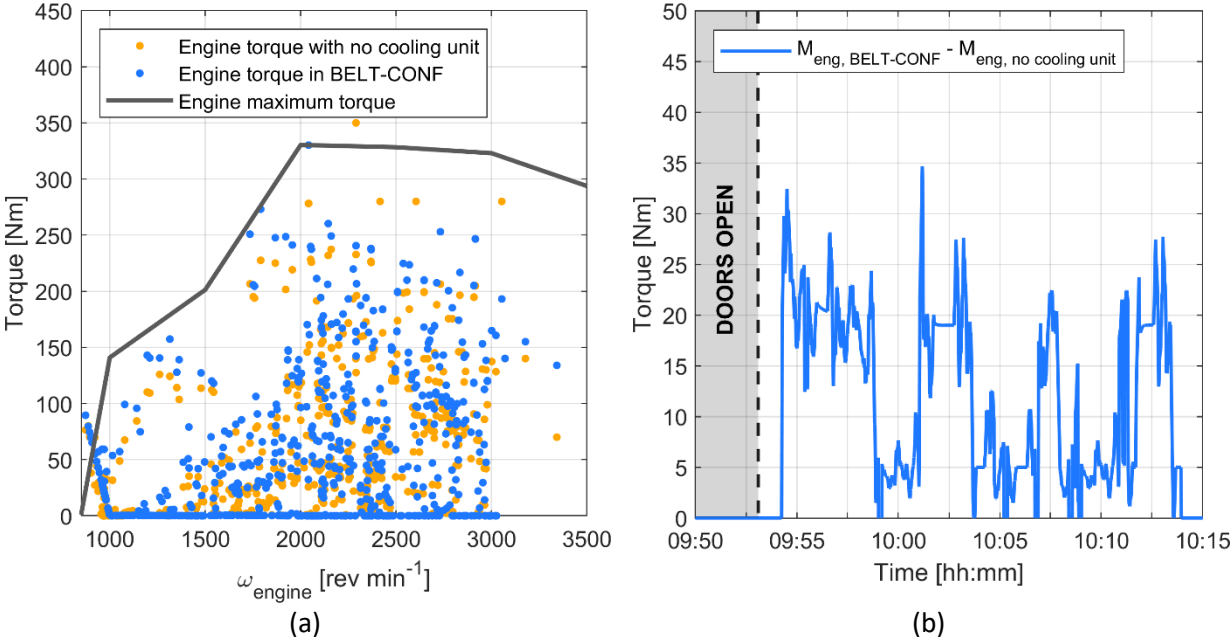 (a)
450
400
350
300
250
200
150
100
50
0
Torque [Nm]
Engine torque with no cooling unit
Engine torque in BELT-CONF
Engine maximum torque
1000 1500 2000 2500 3000 3500
ω_engine [rev min⁻¹]
(a)
(b)
50
45
40
35
30
25
20
15
10
5
0
Torque [Nm]
M_eng, BELT-CONF - M_eng, no cooling unit
DOORS OPEN
09:50 09:55 10:00 10:05 10:10 10:15
Time [hh:mm]
(b)